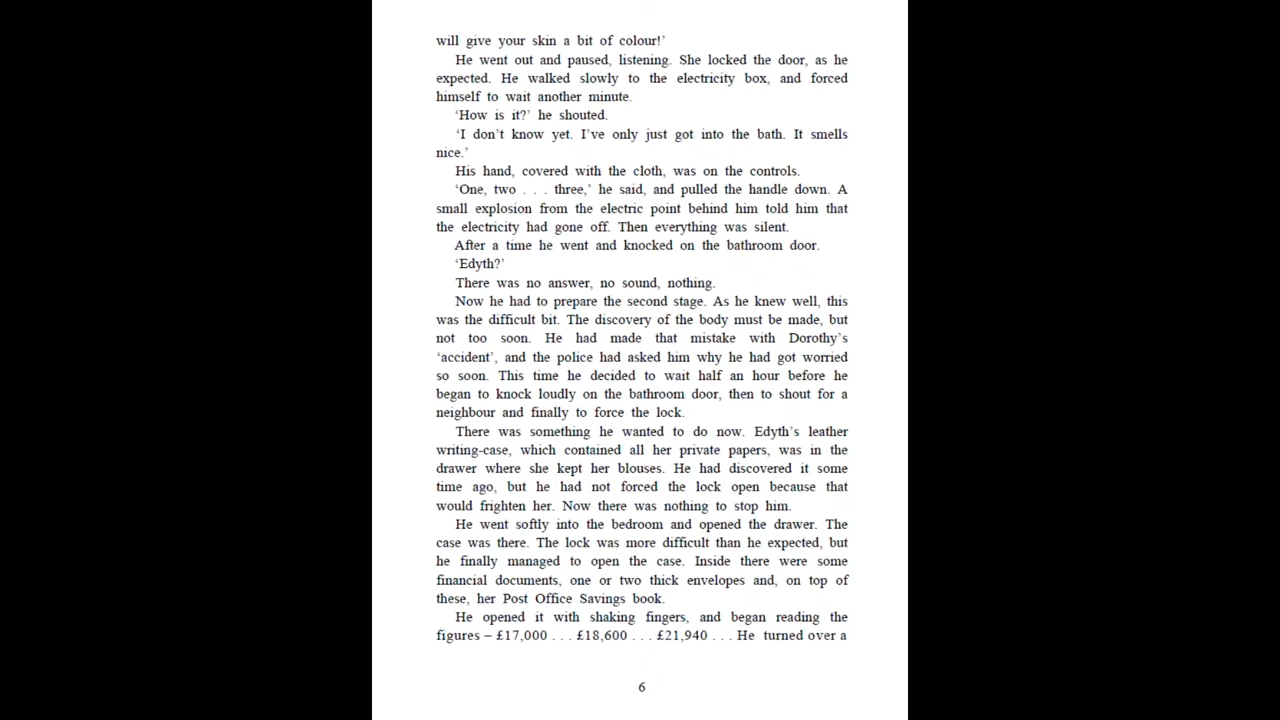 will give your skin a bit of colour!’
He went out and paused, listening. She locked the door, as he
expected. He walked slowly to the electricity box, and forced
himself to wait another minute.
‘How is it?’ he shouted.
‘I don’t know yet. I’ve only just got into the bath. It smells
nice.’
His hand, covered with the cloth, was on the controls.
‘One, two . . . three,’ he said, and pulled the handle down. A
small explosion from the electric point behind him told him that
the electricity had gone off. Then everything was silent.
After a time he went and knocked on the bathroom door.
‘Edyth?’
There was no answer, no sound, nothing.
Now he had to prepare the second stage. As he knew well, this
was the difficult bit. The discovery of the body must be made, but
not too soon. He had made that mistake with Dorothy’s
‘accident’, and the police had asked him why he had got worried
so soon. This time he decided to wait half an hour before he
began to knock loudly on the bathroom door, then to shout for a
neighbour and finally to force the lock.
There was something he wanted to do now. Edyth’s leather
writing-case, which contained all her private papers, was in the
drawer where she kept her blouses. He had discovered it some
time ago, but he had not forced the lock open because that
would frighten her. Now there was nothing to stop him.
He went softly into the bedroom and opened the drawer. The
case was there. The lock was more difficult than he expected, but
he finally managed to open the case. Inside there were some
financial documents, one or two thick envelopes and, on top of
these, her Post Office Savings book.
He opened it with shaking fingers, and began reading the
figures – £17,000 . . . £18,600 . . . £21,940 . . . He turned over a
6